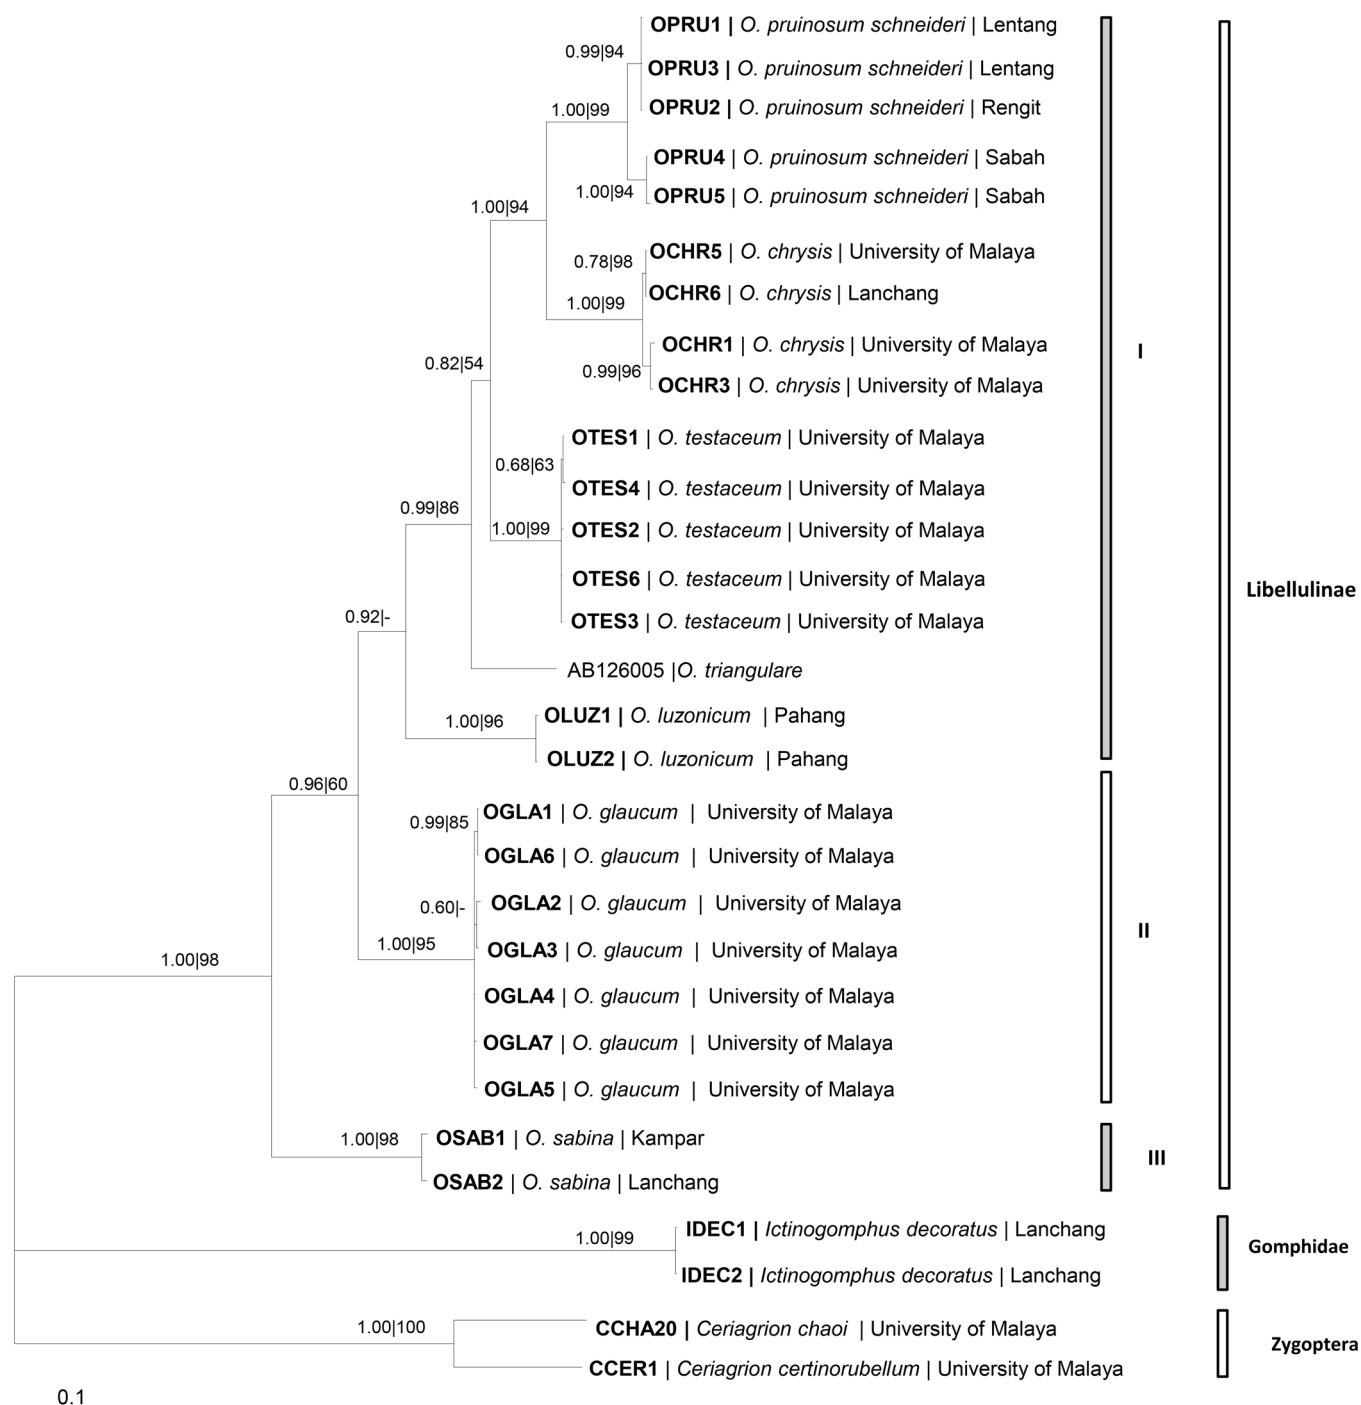 OPRU1 | O. pruinosum schneideri | Lentang
0.99|94
OPRU3 | O. pruinosum schneideri | Lentang
1.00|99
OPRU2 | O. pruinosum schneideri | Rengit
OPRU4 | O. pruinosum schneideri | Sabah
1.00|94
OPRU5 | O. pruinosum schneideri | Sabah
1.00|94
OCHR5 | O. chrysis | University of Malaya
0.78|98
OCHR6 | O. chrysis | Lanchang
1.00|99
OCHR1 | O. chrysis | University of Malaya
I
0.82|54
0.99|96
OCHR3 | O. chrysis | University of Malaya
OTES1 | O. testaceum | University of Malaya
0.68|63
OTES4 | O. testaceum | University of Malaya
0.99|86
1.00|99
OTES2 | O. testaceum | University of Malaya
OTES6 | O. testaceum | University of Malaya
Libellulinae
0.92|-
OTES3 | O. testaceum | University of Malaya
AB126005 |O. triangulare
OLUZ1 | O. luzonicum | Pahang
1.00|96
OLUZ2 | O. luzonicum | Pahang
0.96|60
OGLA1 | O. glaucum | University of Malaya
0.99|85
OGLA6 | O. glaucum | University of Malaya
OGLA2 | O. glaucum | University of Malaya
0.60|-
II
1.00|95
OGLA3 | O. glaucum | University of Malaya
1.00|98
OGLA4 | O. glaucum | University of Malaya
OGLA7 | O. glaucum | University of Malaya
OGLA5 | O. glaucum | University of Malaya
1.00|98
OSAB1 | O. sabina | Kampar
III
OSAB2 | O. sabina | Lanchang
IDEC1 | Ictinogomphus decoratus | Lanchang
1.00|99
Gomphidae
IDEC2 | Ictinogomphus decoratus | Lanchang
1.00|100
CCHA20 | Ceriagrion chaoi | University of Malaya
Zygoptera
CCER1 | Ceriagrion certinorubellum | University of Malaya
0.1